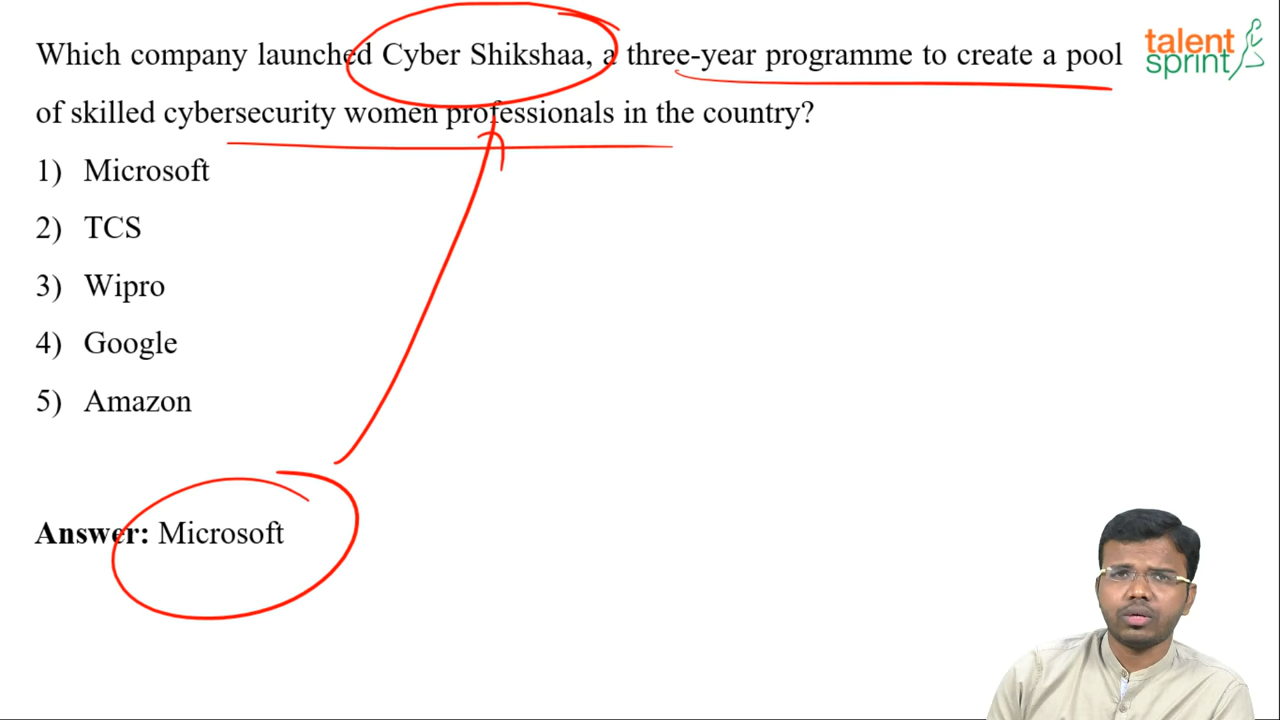 Which company launched Cyber Shikshaa, a three-year programme to create a pool
of skilled cybersecurity women professionals in the country?
1) Microsoft
2) TCS
3) Wipro
4) Google
5) Amazon
Answer: Microsoft
talent
sprint